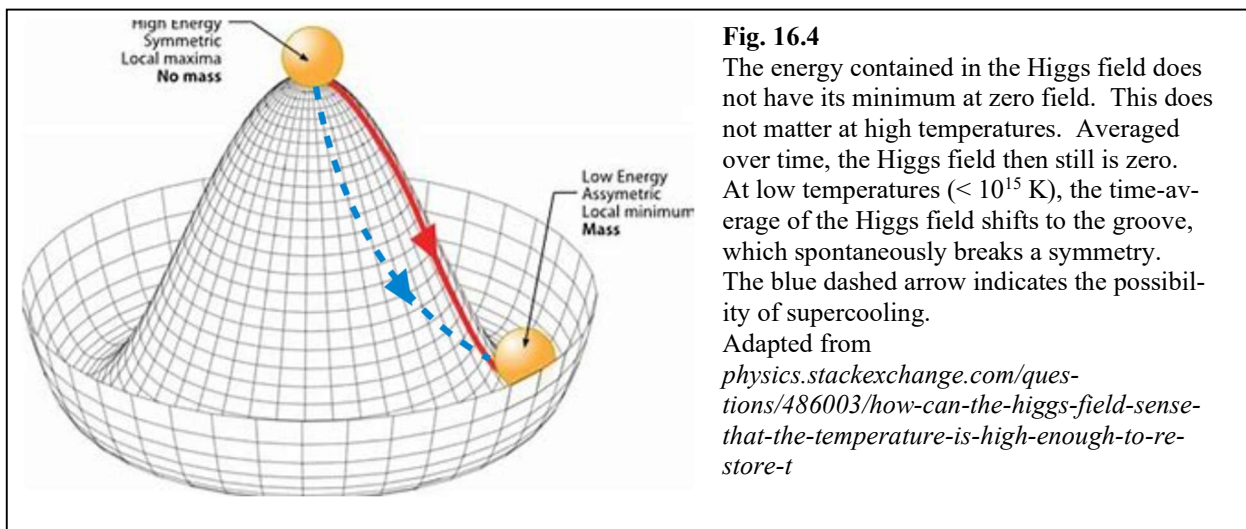 High Energy
Symmetric
Local maxima
No mass
Low Energy
Assymetric
Local minimum
Mass
Fig. 16.4
The energy contained in the Higgs field does
not have its minimum at zero field. This does
not matter at high temperatures. Averaged
over time, the Higgs field then still is zero.
At low temperatures (< 10¹⁵ K), the time-av-
erage of the Higgs field shifts to the groove,
which spontaneously breaks a symmetry.
The blue dashed arrow indicates the possibil-
ity of supercooling.
Adapted from
physics.stackexchange.com/ques-
tions/486003/how-can-the-higgs-field-sense-
that-the-temperature-is-high-enough-to-re-
store-t